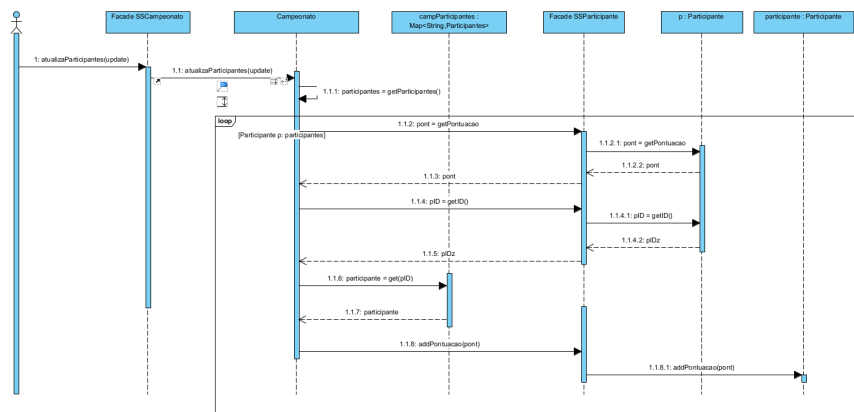 Facade SSCampeonato
Campeonato
campParticipantes :
Map<String,Participantes>
Facade SSParticipante
p : Participante
participante : Participante
1: atualizaParticipantes(update)
1.1: atualizaParticipantes(update)
1.1.1: participantes = getParticipantes()
loop
[Participante p: participantes]
1.1.2: pont = getPontuacao
1.1.2.1: pont = getPontuacao
1.1.2.2: pont
1.1.3: pont
1.1.4: pID = getID()
1.1.4.1: pID = getID()
1.1.4.2: pIDz
1.1.5: pIDz
1.1.6: participante = get(pID)
1.1.7: participante
1.1.8: addPontuacao(pont)
1.1.8.1: addPontuacao(pont)